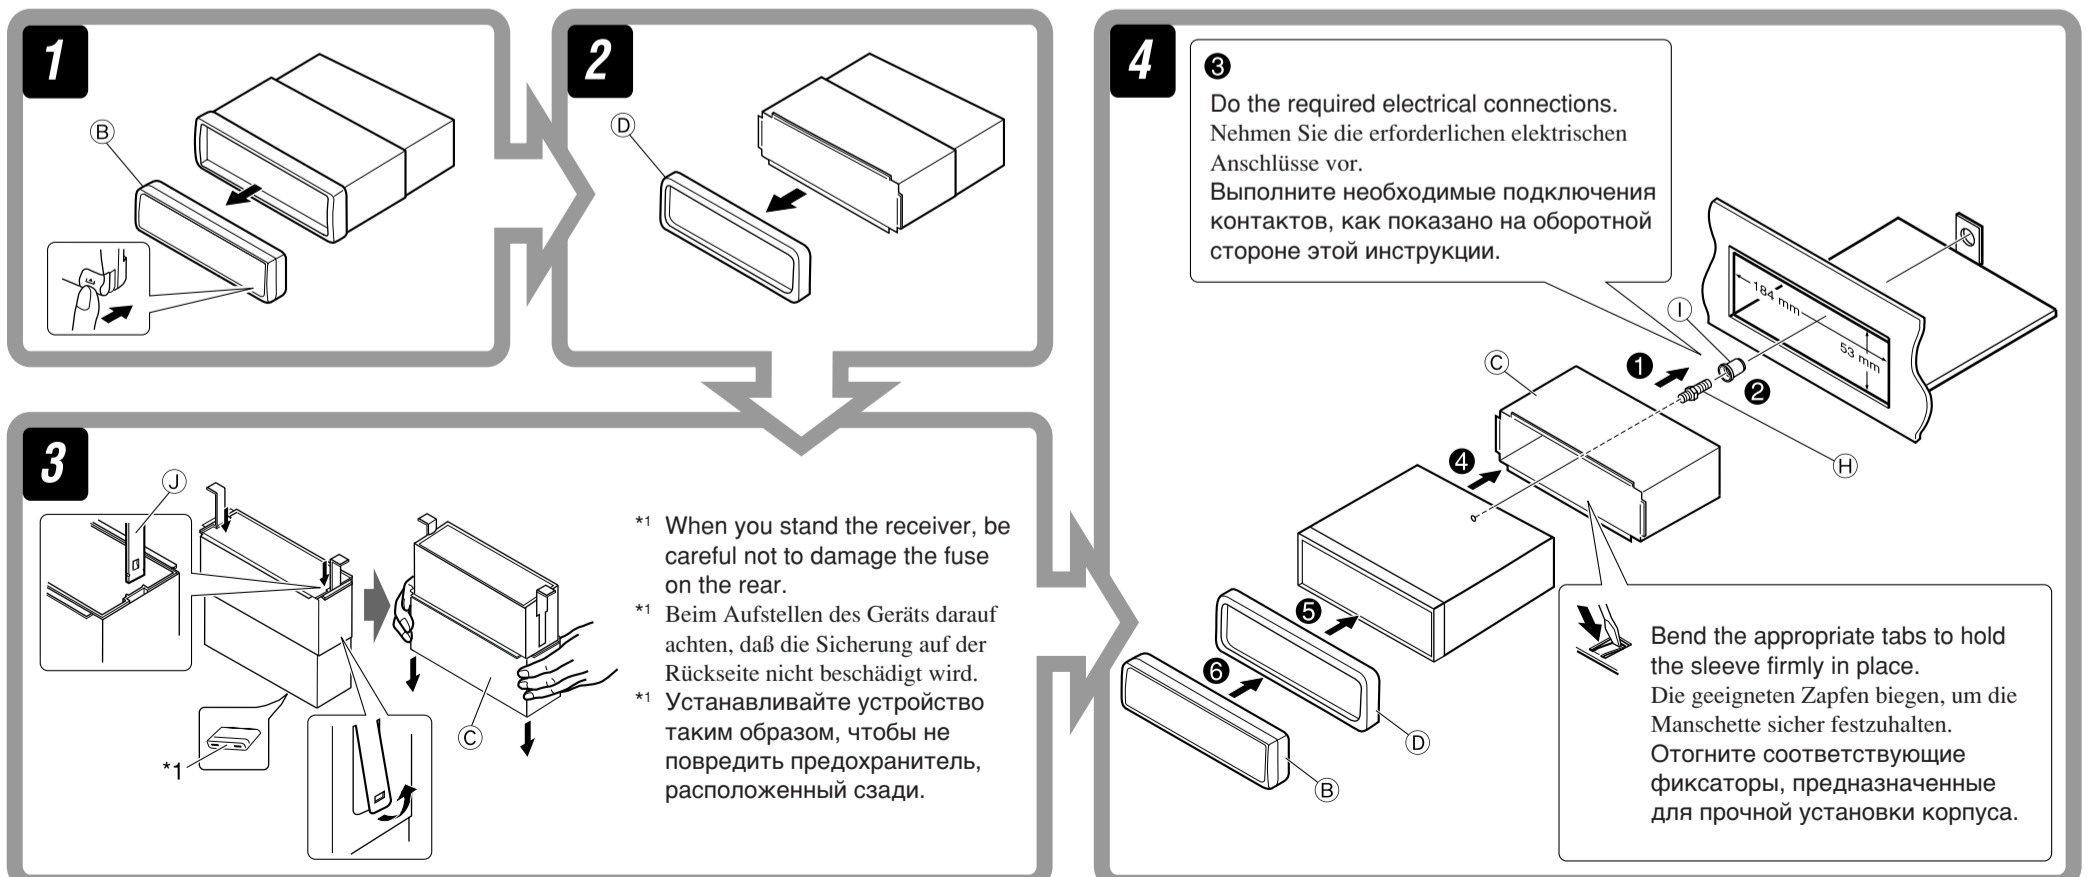 1
B
2
D
3
J
C
*1
*1 When you stand the receiver, be
careful not to damage the fuse
on the rear.
*1 Beim Aufstellen des Geräts darauf
achten, daß die Sicherung auf der
Rückseite nicht beschädigt wird.
*1 Устанавливайте устройство
таким образом, чтобы не
повредить предохранитель,
расположенный сзади.
4
❸
Do the required electrical connections.
Nehmen Sie die erforderlichen elektrischen
Anschlüsse vor.
Выполните необходимые подключения
контактов, как показано на оборотной
стороне этой инструкции.
184 mm
53 mm
I
C
❶
❷
H
❹
❺
❻
D
B
Bend the appropriate tabs to hold
the sleeve firmly in place.
Die geeigneten Zapfen biegen, um die
Manschette sicher festzuhalten.
Отогните соответствующие
фиксаторы, предназначенные
для прочной установки корпуса.